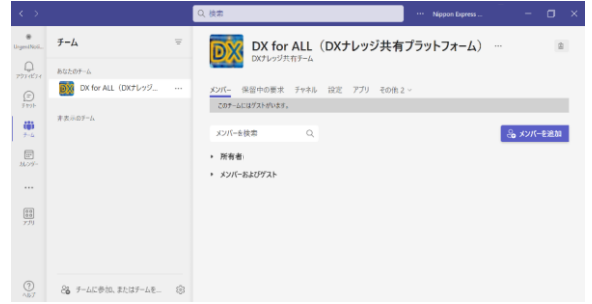 検索
Nippon Express ...
チーム
あなたのチーム
DX for ALL（DXナレッジ...
非表示のチーム
DX
DX for ALL（DXナレッジ共有プラットフォーム）
DXナレッジ共有チーム
メンバー 保留中の要求 チャネル 設定 アプリ その他 2
このチームにはゲストがいます。
メンバーを検索
メンバーを追加
所有者
メンバーおよびゲスト
チャット
チーム
カレンダー
アプリ
ヘルプ
チームに参加、またはチームを...